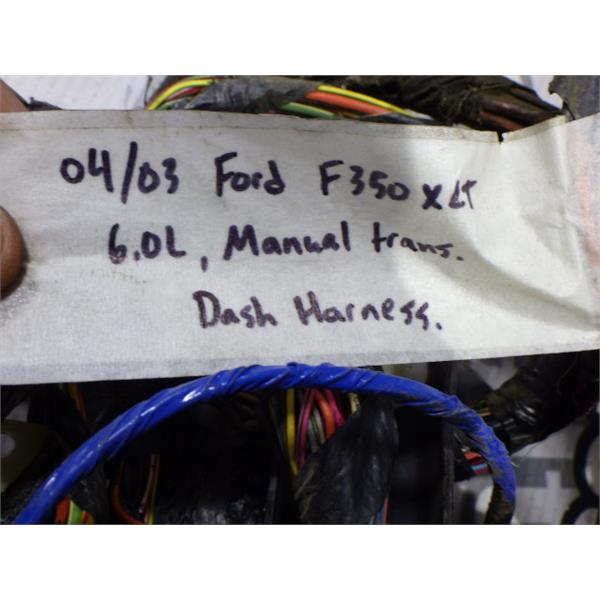 04/03 Ford F350 XLT
6.0L, Manual trans.
Dash Harness.